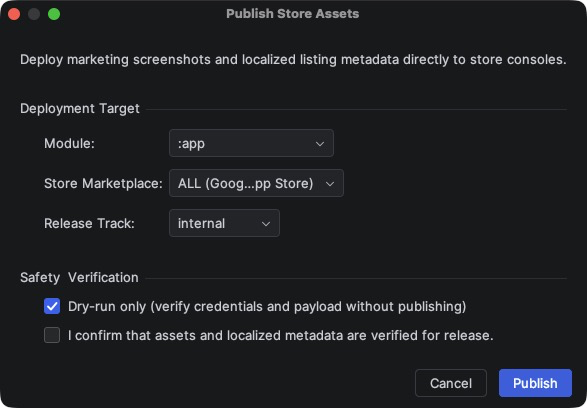 Publish Store Assets
Deploy marketing screenshots and localized listing metadata directly to store consoles.
Deployment Target
Module: :app
Store Marketplace: ALL (Goog...pp Store)
Release Track: internal
Safety Verification
Dry-run only (verify credentials and payload without publishing)
I confirm that assets and localized metadata are verified for release.
Cancel Publish